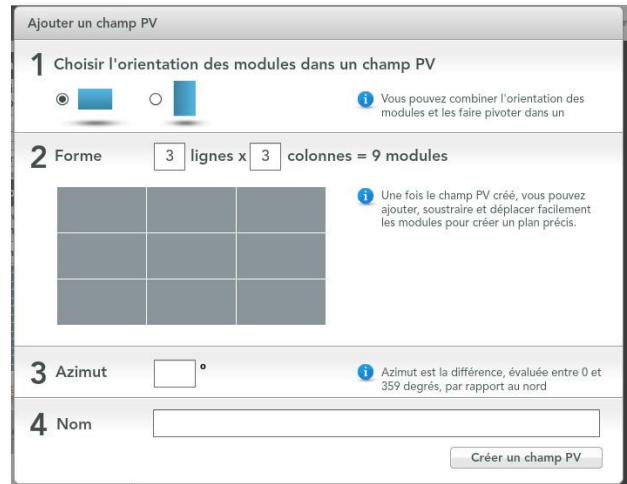 Ajouter un champ PV
1 Choisir l'orientation des modules dans un champ PV
Vous pouvez combiner l'orientation des
modules et les faire pivoter dans un
2 Forme 3 lignes x 3 colonnes = 9 modules
Une fois le champ PV créé, vous pouvez
ajouter, soustraire et déplacer facilement
les modules pour créer un plan précis.
3 Azimut °
Azimut est la différence, évaluée entre 0 et
359 degrés, par rapport au nord
4 Nom
Créer un champ PV